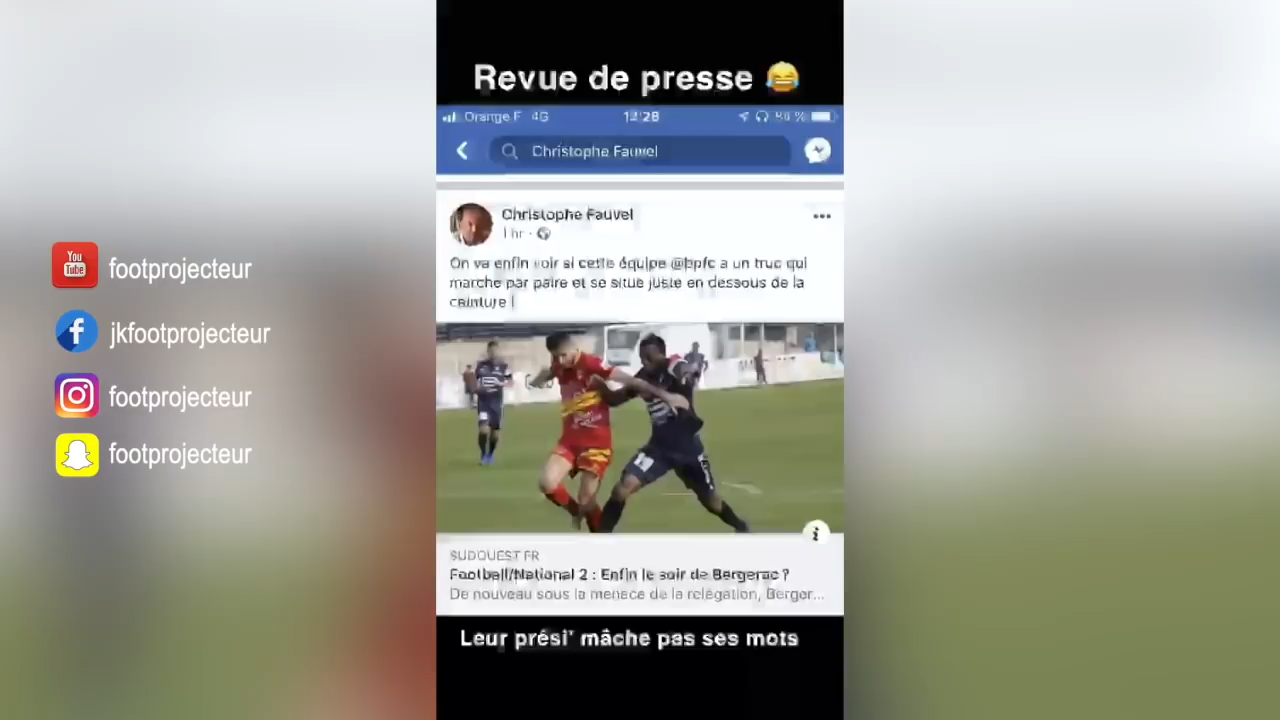 Revue de presse 😂
Orange F 4G
Christophe Fauvel
Christophe Fauvel
1 hr
On va enfin voir si cette équipe @bpfc a un truc qui
marche par paire et se situe juste en dessous de la
ceinture !
11
SUDOUEST.FR
Football/National 2 : Enfin le soir de Bergerac ?
De nouveau sous la menace de la relégation, Berger...
Leur prési' mâche pas ses mots
You
Tube
footprojecteur
jkfootprojecteur
footprojecteur
footprojecteur